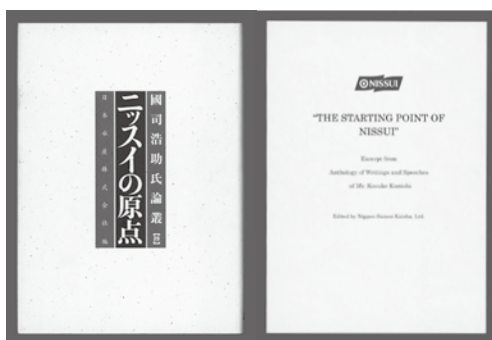 國司浩助氏論叢【抄】
ニッスイの原点
日本水産株式会社版
NISSUI
"THE STARTING POINT OF
NISSUI"
Excerpt from
Anthology of Writings and Speeches
of Mr. Kosuke Kunishi
Edited by Nippon Suisan Kaisha, Ltd.